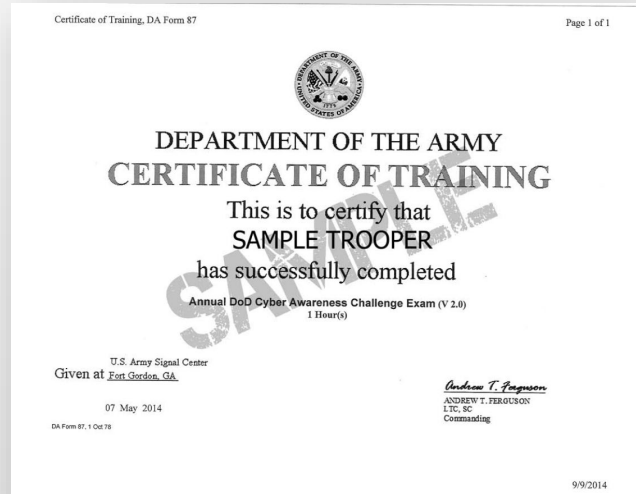 Certificate of Training, DA Form 87
Page 1 of 1
DEPARTMENT OF THE ARMY
UNITED STATES OF AMERICA
1775
DEPARTMENT OF THE ARMY
CERTIFICATE OF TRAINING
This is to certify that
SAMPLE TROOPER
has successfully completed
SAMPLE
Annual DoD Cyber Awareness Challenge Exam (V 2.0)
1 Hour(s)
U.S. Army Signal Center
Given at Fort Gordon, GA
07 May 2014
DA Form 87, 1 Oct 78
Andrew T. Ferguson
ANDREW T. FERGUSON
LTC, SC
Commanding
9/9/2014